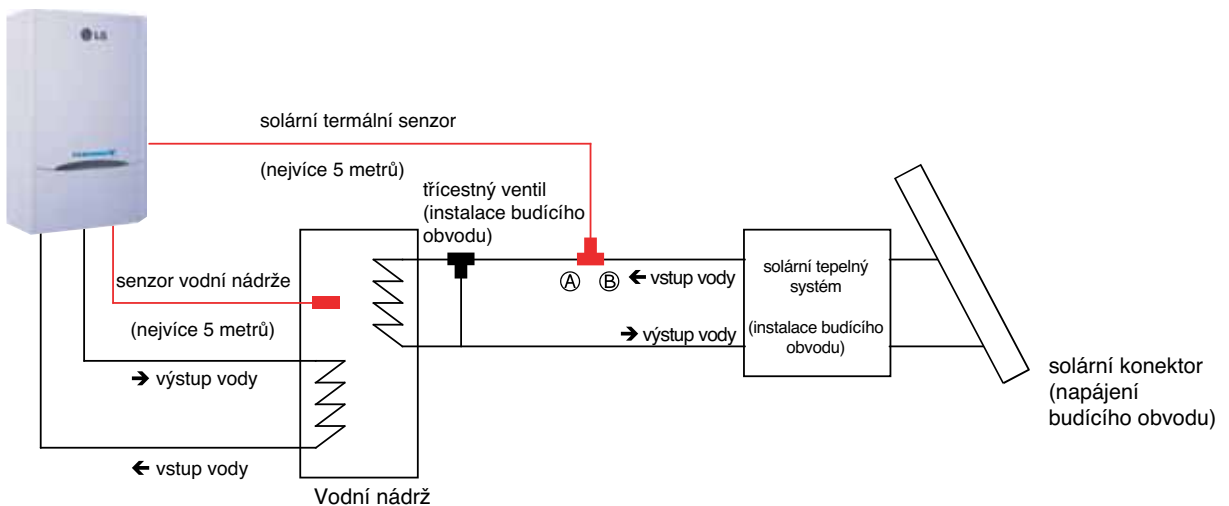 LG
solární termální senzor
(nejvíce 5 metrů)
třícestný ventil
(instalace budícího
obvodu)
senzor vodní nádrže
(nejvíce 5 metrů)
A B ← vstup vody
→ výstup vody
solární tepelný
systém
(instalace budícího
obvodu)
→ výstup vody
← vstup vody
Vodní nádrž
solární konektor
(napájení
budícího obvodu)